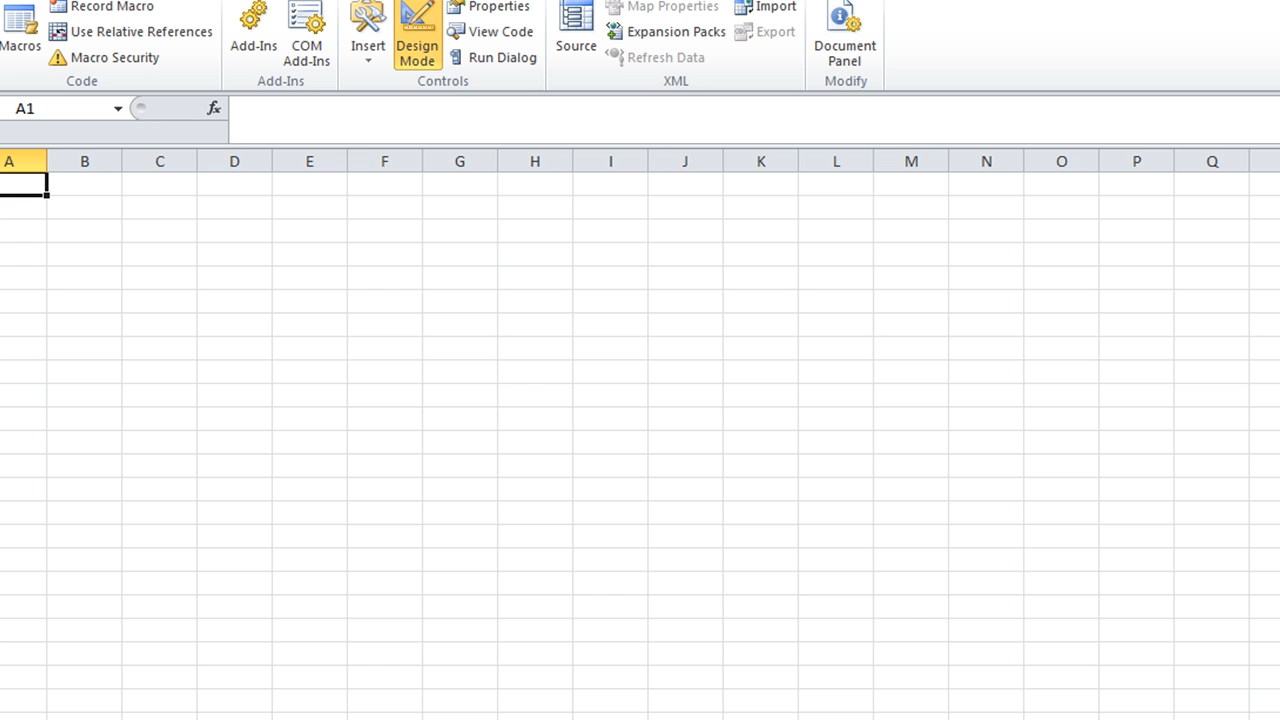 Record Macro
Macros
Use Relative References
Macro Security
Code
Add-Ins
COM
Add-Ins
Add-Ins
Insert
Design
Mode
Properties
View Code
Run Dialog
Controls
Source
Map Properties
Expansion Packs
Refresh Data
Import
Export
XML
Document
Panel
Modify
A1
fx
A B C D E F G H I J K L M N O P Q